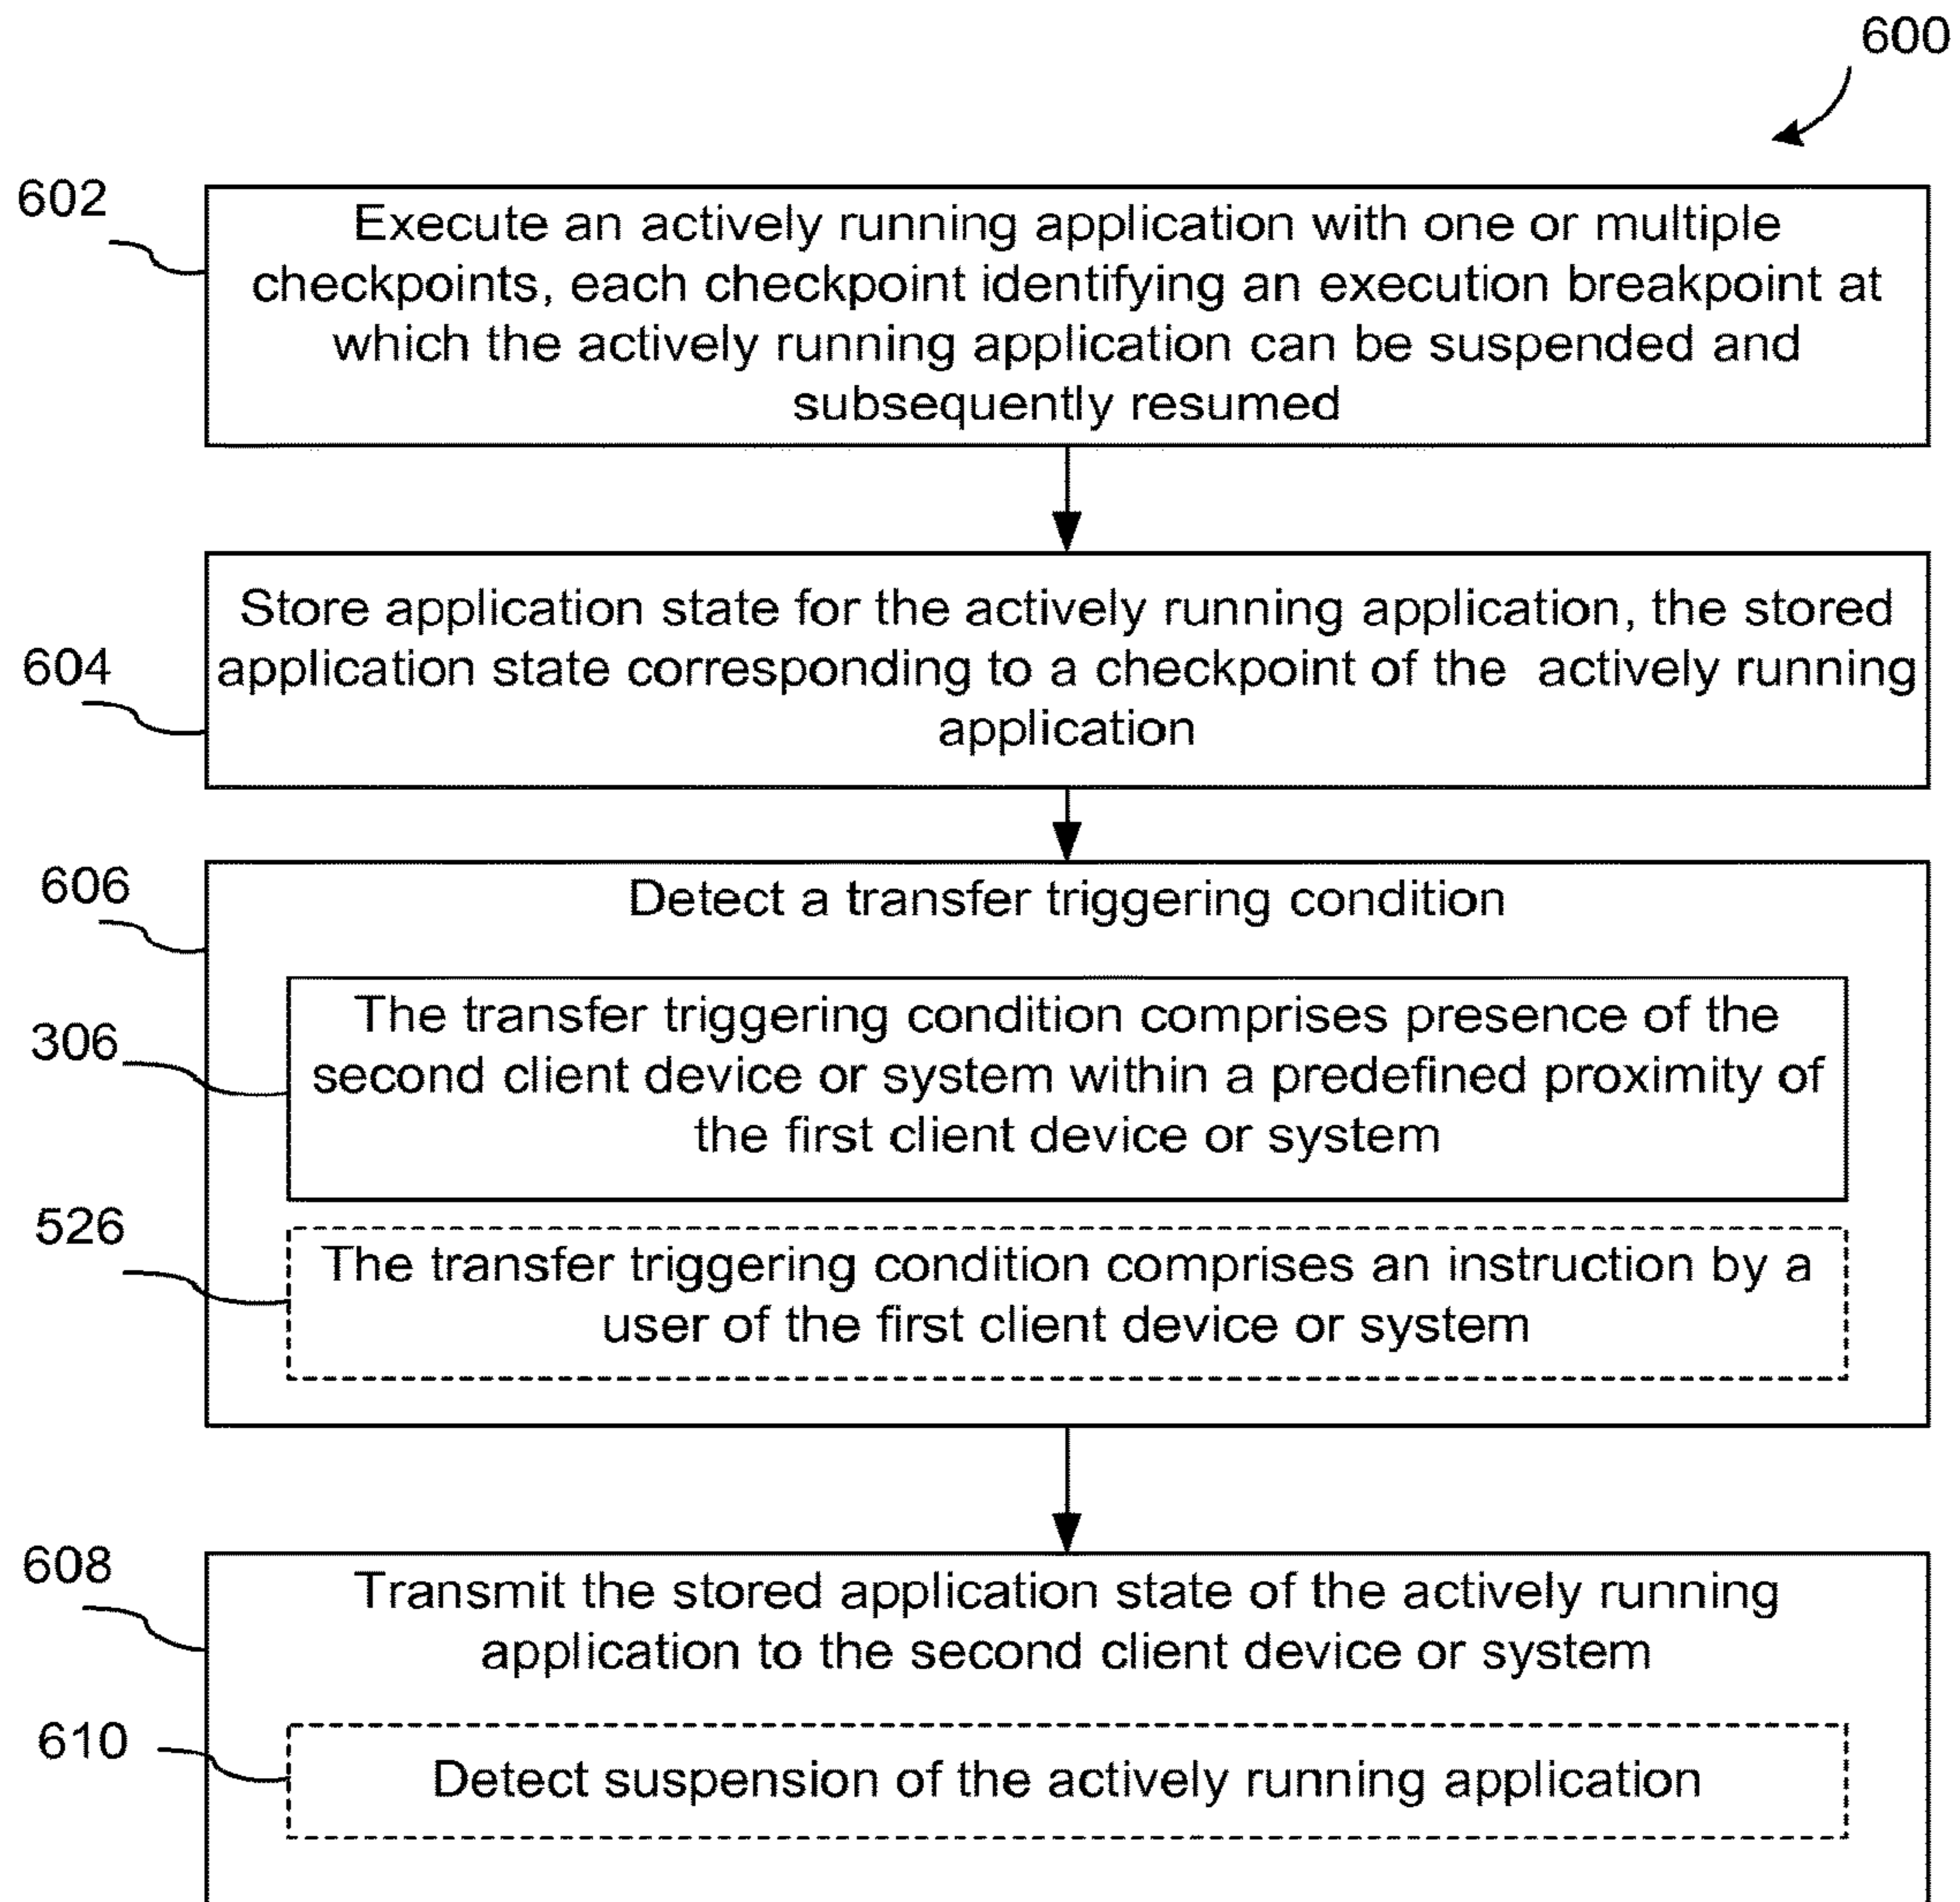 600
602
Execute an actively running application with one or multiple
checkpoints, each checkpoint identifying an execution breakpoint at
which the actively running application can be suspended and
subsequently resumed
604
Store application state for the actively running application, the stored
application state corresponding to a checkpoint of the actively running
application
606
Detect a transfer triggering condition
306
The transfer triggering condition comprises presence of the
second client device or system within a predefined proximity of
the first client device or system
526
The transfer triggering condition comprises an instruction by a
user of the first client device or system
608
Transmit the stored application state of the actively running
application to the second client device or system
610
Detect suspension of the actively running application